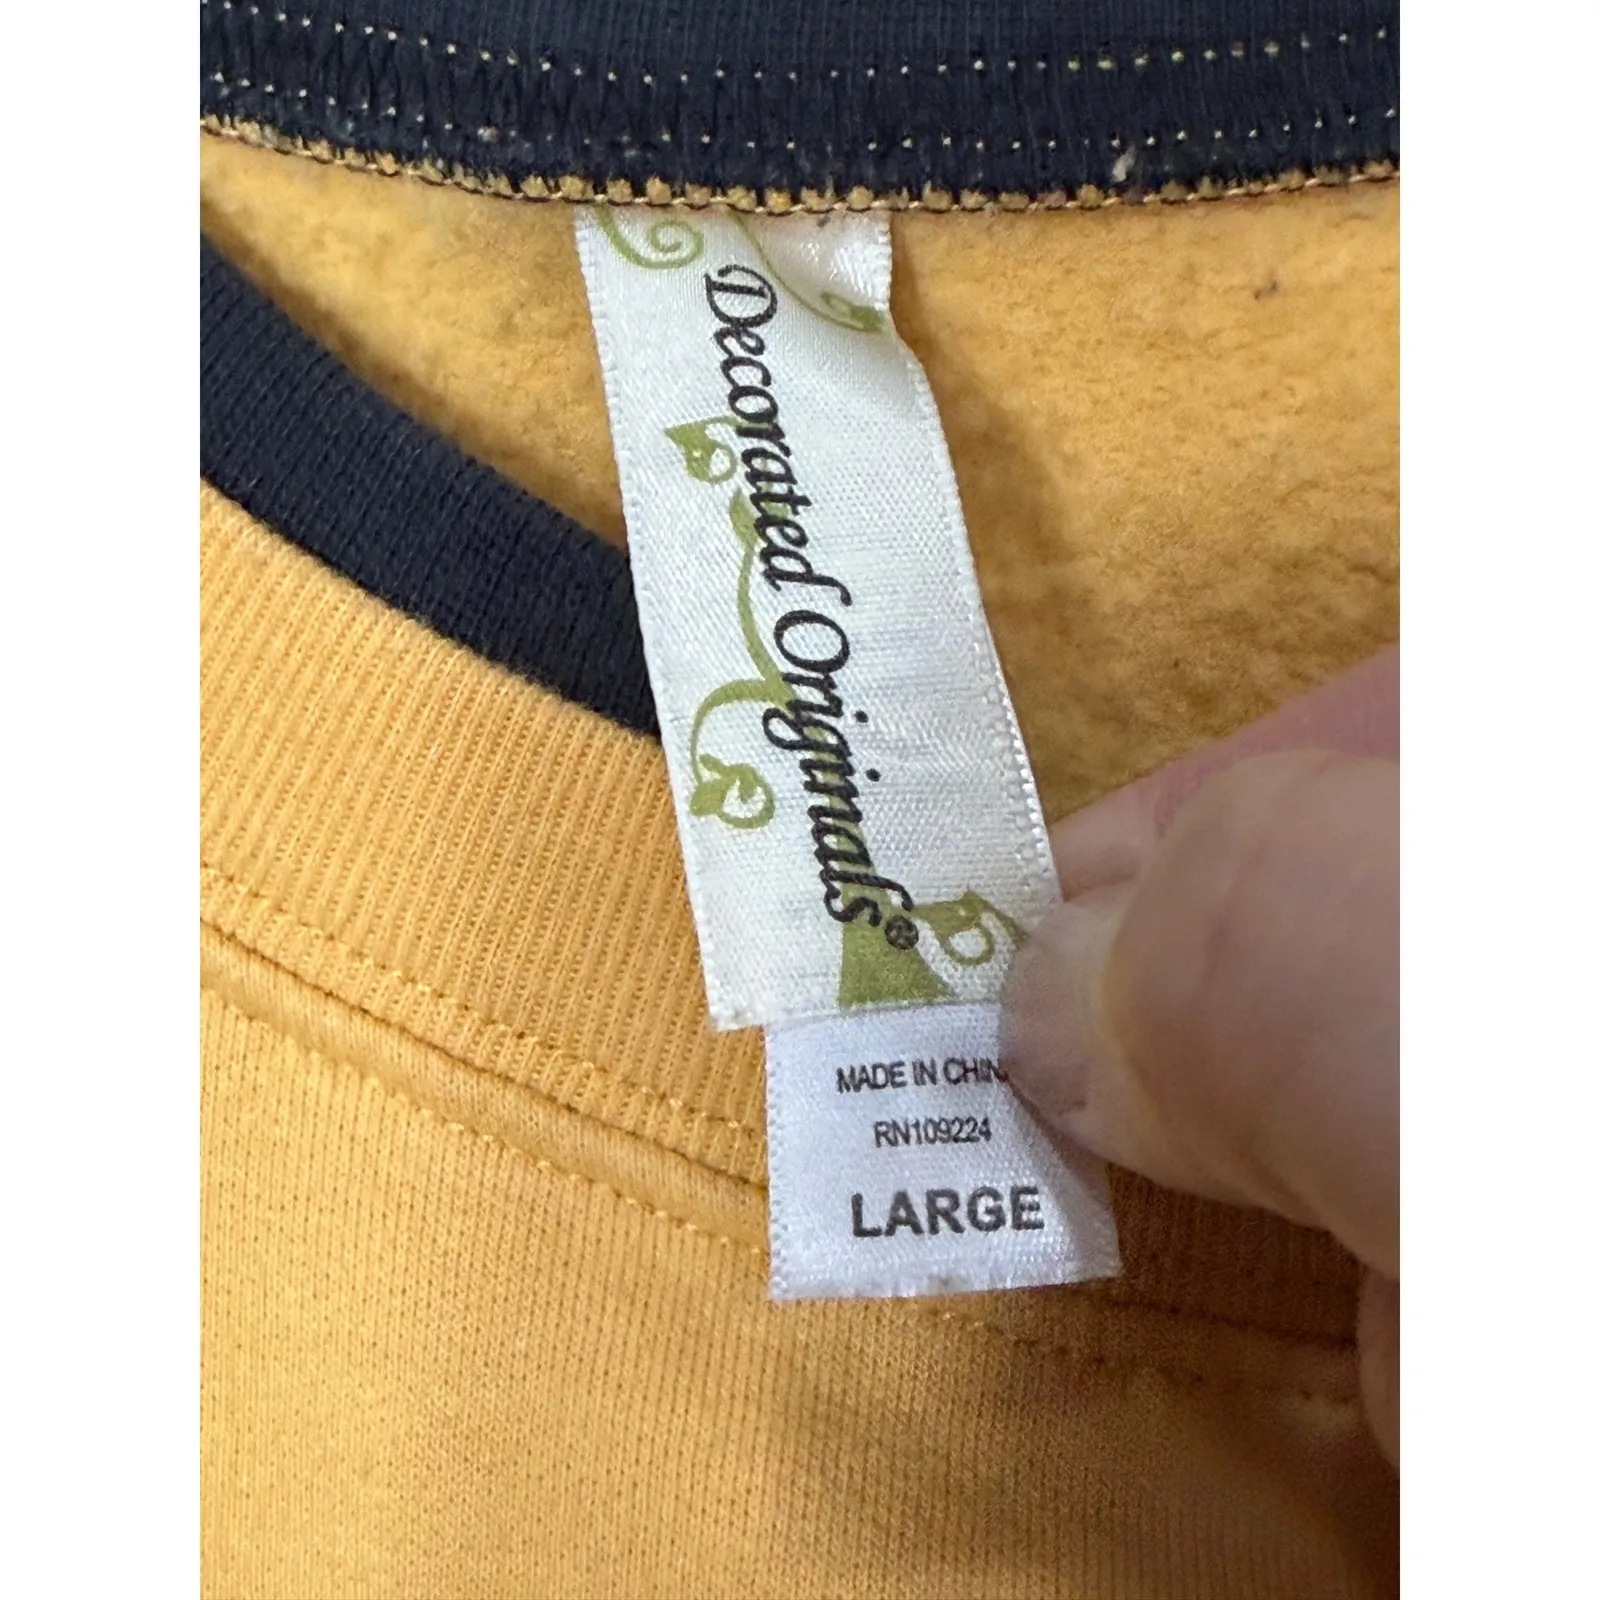 Decorated Originals®
MADE IN CHIN
RN109224
LARGE